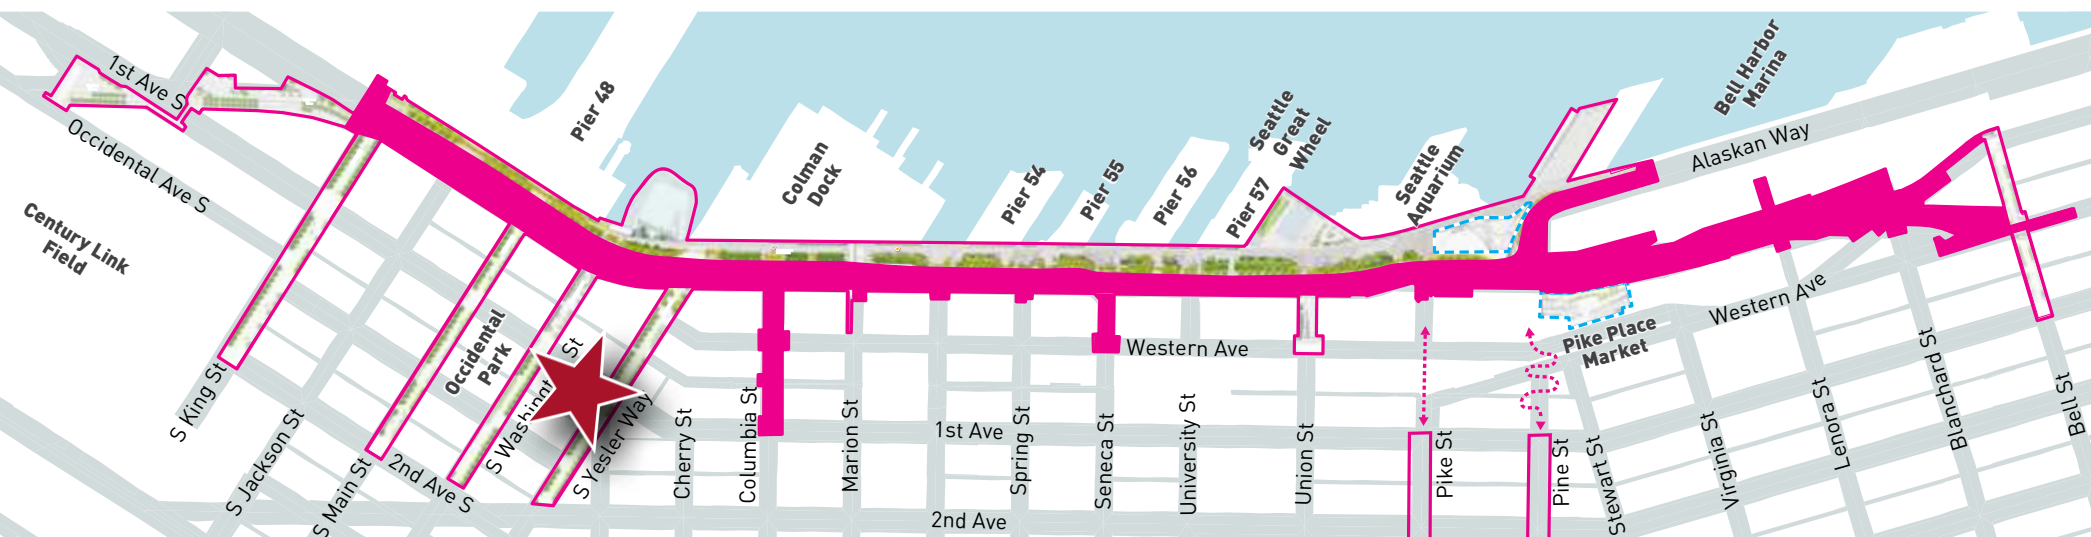 1st Ave S
Occidental Ave S
Century Link
Field
Pier 48
Colman
Dock
Pier 54
Pier 55
Pier 56
Pier 57
Seattle
Great
Wheel
Seattle
Aquarium
Bell Harbor
Marina
Alaskan Way
Western Ave
Pike Place
Market
Western Ave
Occidental
Park
S King St
S Jackson St
S Main St
2nd Ave S
S Washingt St
S Yesler Way
Cherry St
Columbia St
Marion St
1st Ave
2nd Ave
Spring St
Seneca St
University St
Union St
Pike St
Pine St
Stewart St
Virginia St
Lenora St
Blanchard St
Bell St